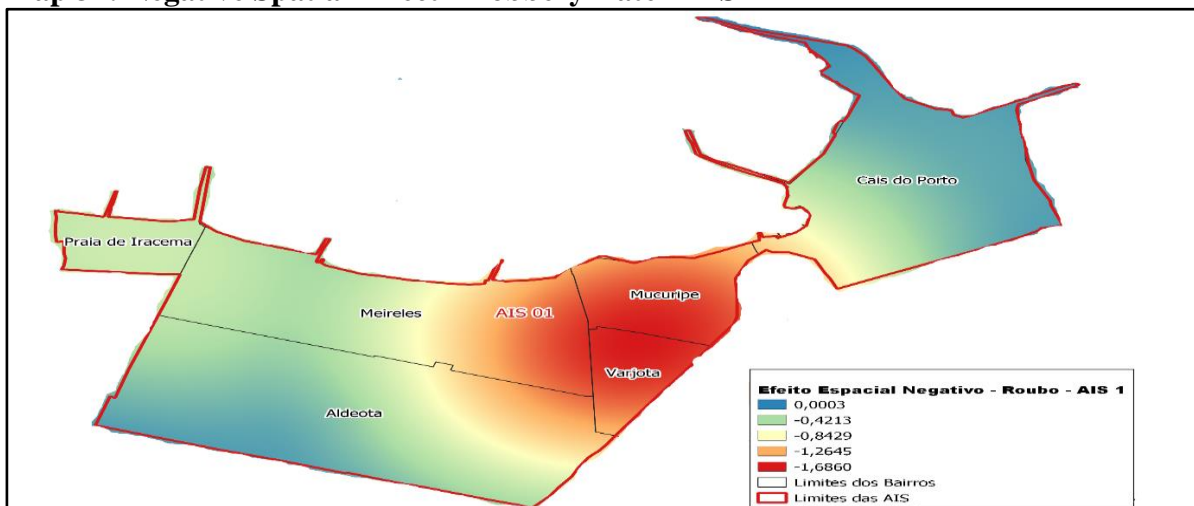 Cais do Porto
Praia de Iracema
Mucuripe
Meireles
AIS 01
Varjota
Aldeota
Efeito Espacial Negativo - Roubo - AIS 1
0,0003
-0,4213
-0,8429
-1,2645
-1,6860
Limites dos Bairros
Limites das AIS